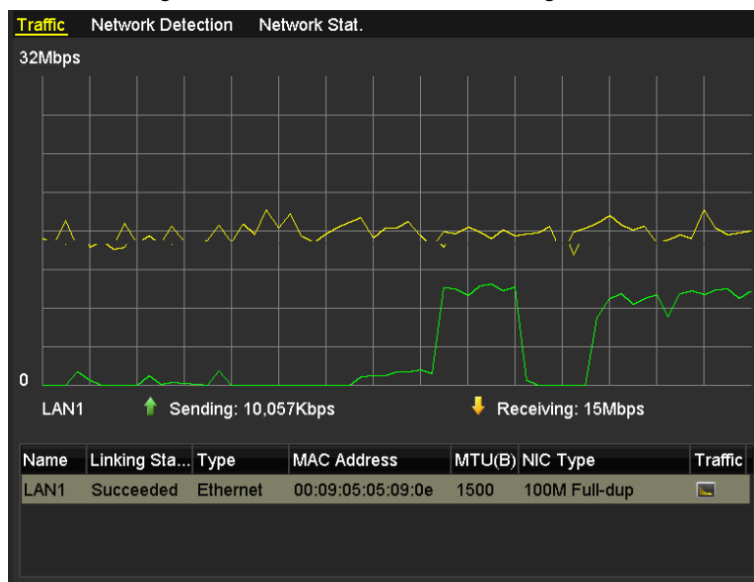 Traffic Network Detection Network Stat.
32Mbps
0
LAN1 Sending: 10,057Kbps Receiving: 15Mbps
Name Linking Sta... Type MAC Address MTU(B) NIC Type Traffic
LAN1 Succeeded Ethernet 00:09:05:05:09:0e 1500 100M Full-dup